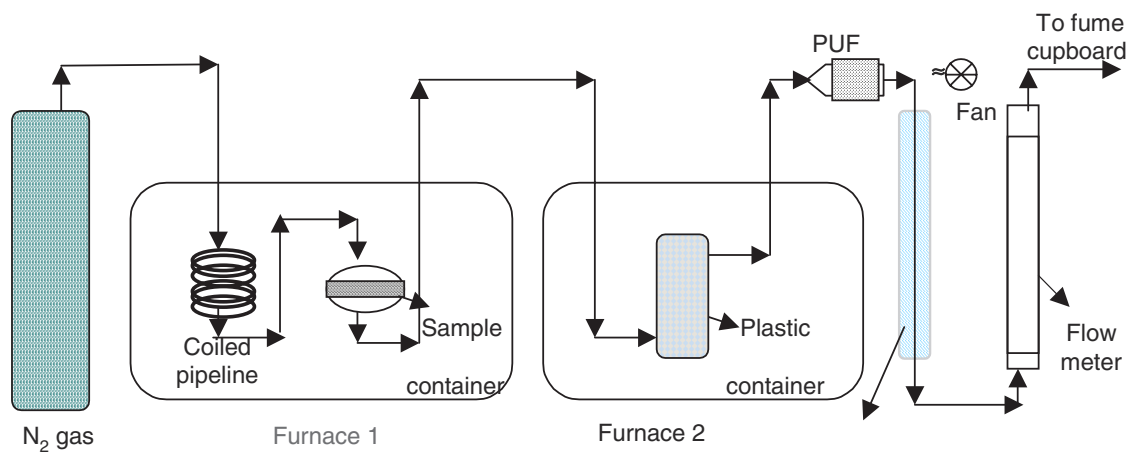 To fume
cupboard
PUF
Fan
Coiled
pipeline
Sample
container
Plastic
container
Flow
meter
N₂ gas
Furnace 1
Furnace 2